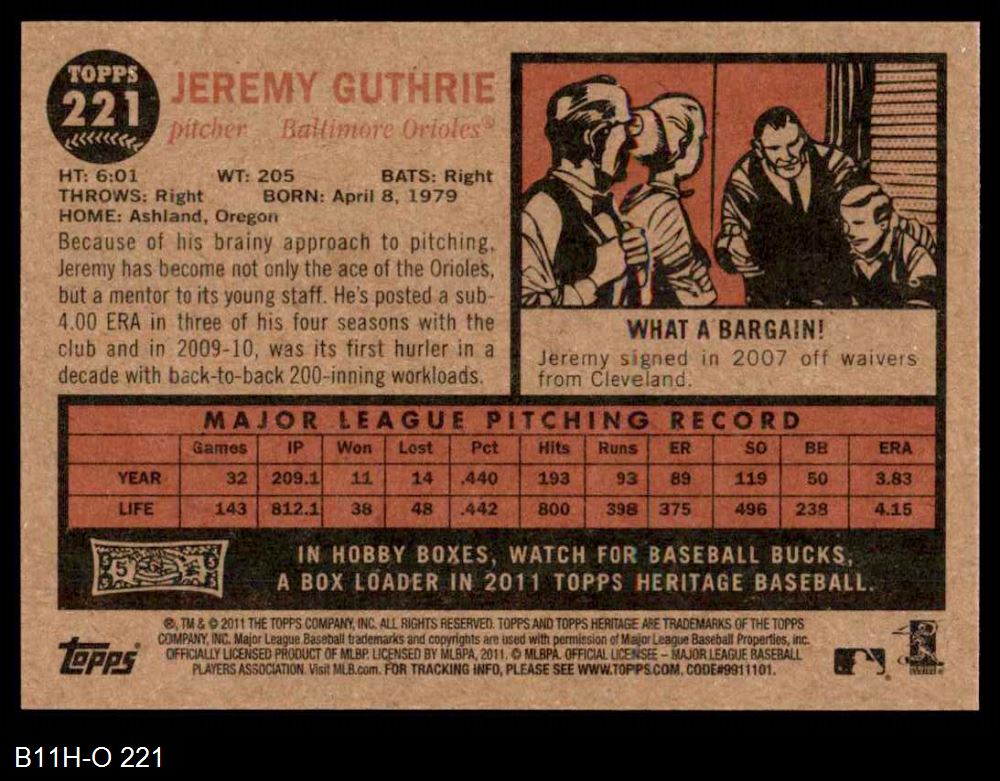 TOPPS
221
JEREMY GUTHRIE
pitcher Baltimore Orioles®
HT: 6:01 WT: 205 BATS: Right
THROWS: Right BORN: April 8, 1979
HOME: Ashland, Oregon
Because of his brainy approach to pitching,
Jeremy has become not only the ace of the Orioles,
but a mentor to its young staff. He's posted a sub-
4.00 ERA in three of his four seasons with the
club and in 2009-10, was its first hurler in a
decade with back-to-back 200-inning workloads.
WHAT A BARGAIN!
Jeremy signed in 2007 off waivers
from Cleveland.
MAJOR LEAGUE PITCHING RECORD
Games IP Won Lost Pct Hits Runs ER SO BB ERA
YEAR 32 209.1 11 14 .440 193 93 89 119 50 3.83
LIFE 143 812.1 38 48 .442 800 398 375 496 238 4.15
5
IN HOBBY BOXES, WATCH FOR BASEBALL BUCKS,
A BOX LOADER IN 2011 TOPPS HERITAGE BASEBALL.
®, TM & © 2011 THE TOPPS COMPANY, INC. ALL RIGHTS RESERVED. TOPPS AND TOPPS HERITAGE ARE TRADEMARKS OF THE TOPPS
COMPANY, INC. Major League Baseball trademarks and copyrights are used with permission of Major League Baseball Properties, Inc.
OFFICIALLY LICENSED PRODUCT OF MLBP. LICENSED BY MLBPA, 2011. © MLBPA. OFFICIAL LICENSEE – MAJOR LEAGUE BASEBALL
PLAYERS ASSOCIATION. Visit MLB.com. FOR TRACKING INFO, PLEASE SEE WWW.TOPPS.COM. CODE#9911101.
Topps
B11H-O 221